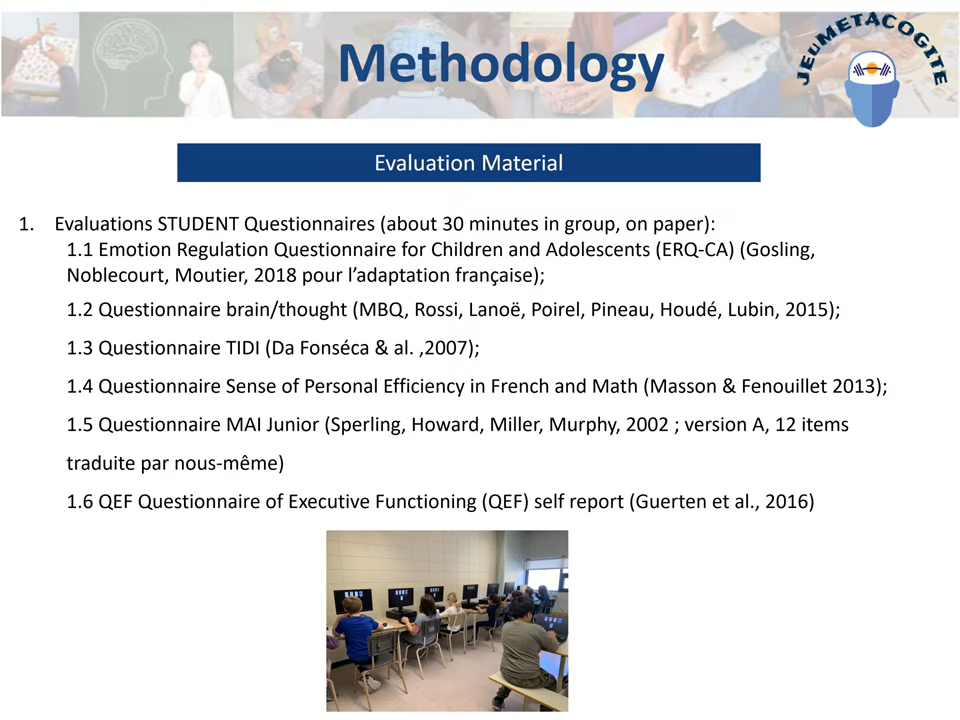 Methodology
JEuMETACOGITE
Evaluation Material
1. Evaluations STUDENT Questionnaires (about 30 minutes in group, on paper):
1.1 Emotion Regulation Questionnaire for Children and Adolescents (ERQ-CA) (Gosling,
Noblecourt, Moutier, 2018 pour l’adaptation française);
1.2 Questionnaire brain/thought (MBQ, Rossi, Lanoë, Poirel, Pineau, Houdé, Lubin, 2015);
1.3 Questionnaire TIDI (Da Fonséca & al. ,2007);
1.4 Questionnaire Sense of Personal Efficiency in French and Math (Masson & Fenouillet 2013);
1.5 Questionnaire MAI Junior (Sperling, Howard, Miller, Murphy, 2002 ; version A, 12 items
traduite par nous-même)
1.6 QEF Questionnaire of Executive Functioning (QEF) self report (Guerten et al., 2016)